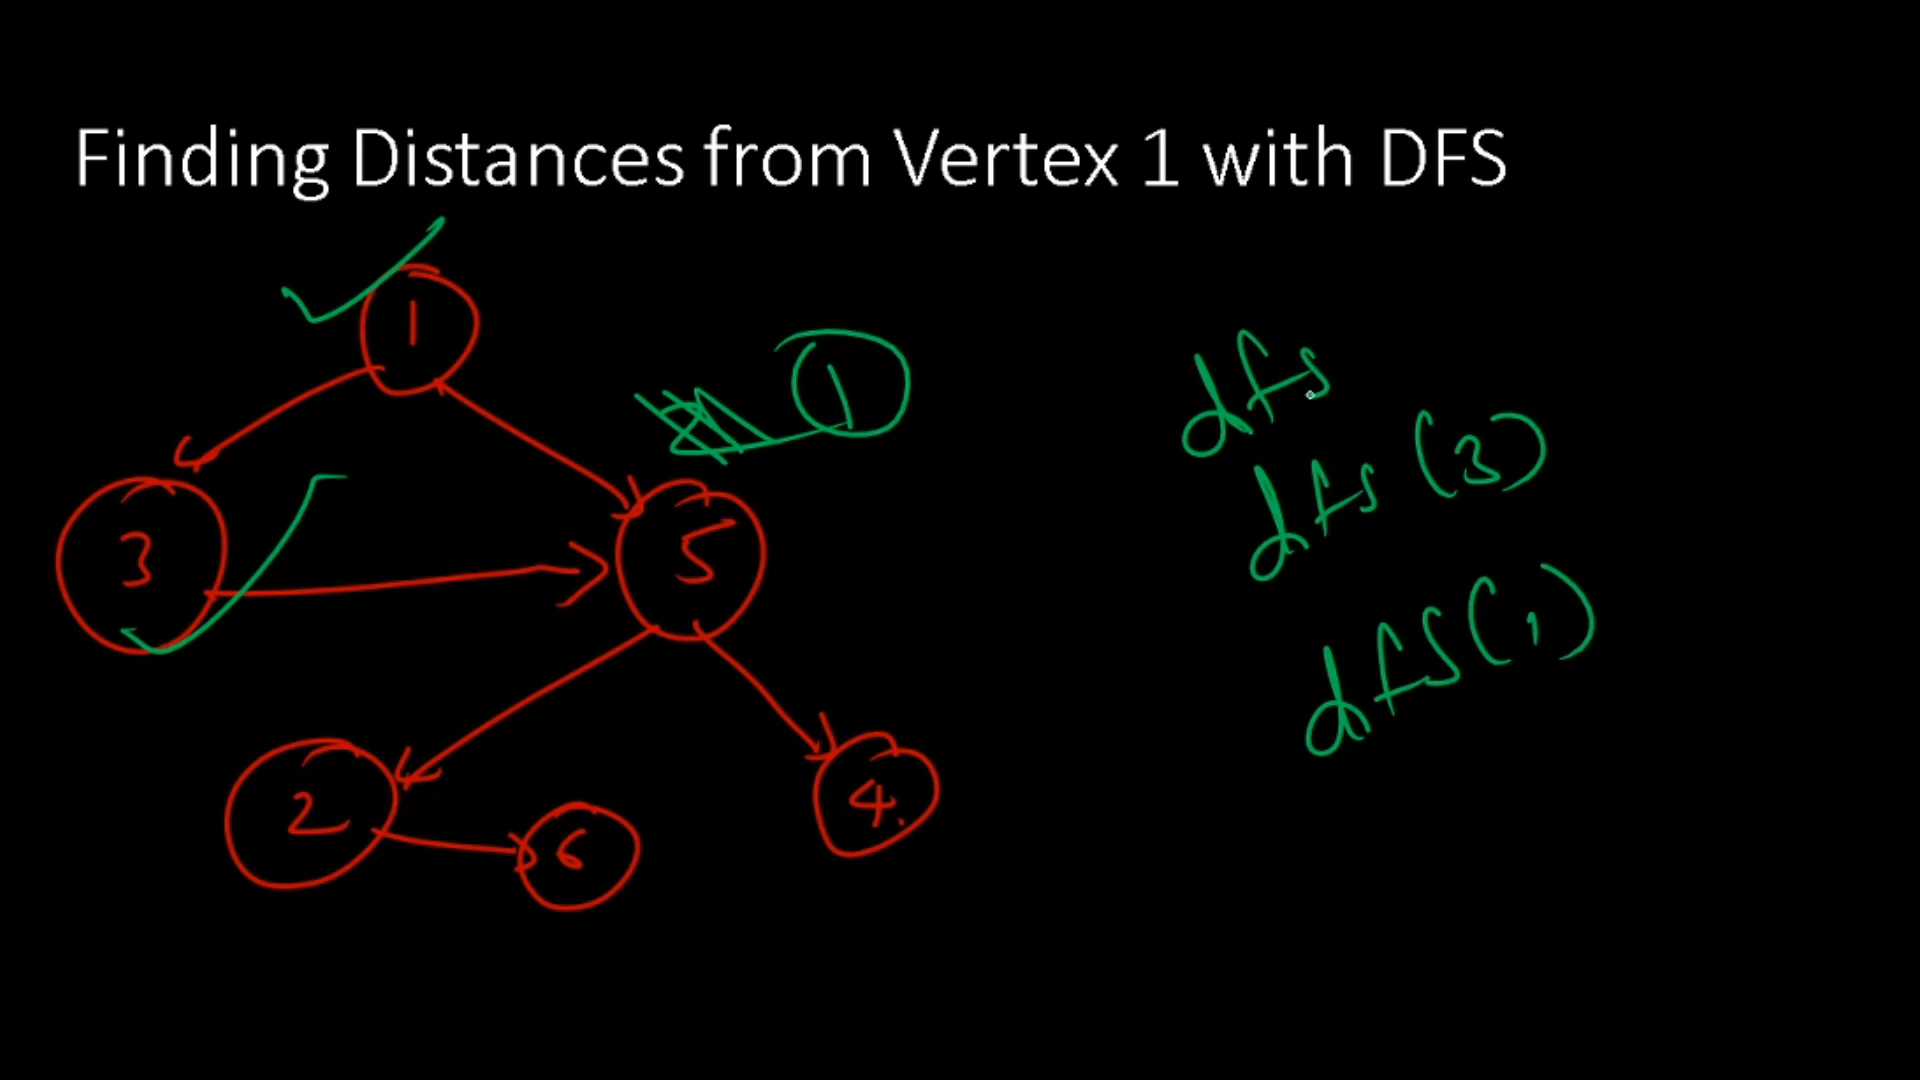 Finding Distances from Vertex 1 with DFS
1
1
dfs
dfs (3)
3
5
dfs(1)
2
6
4